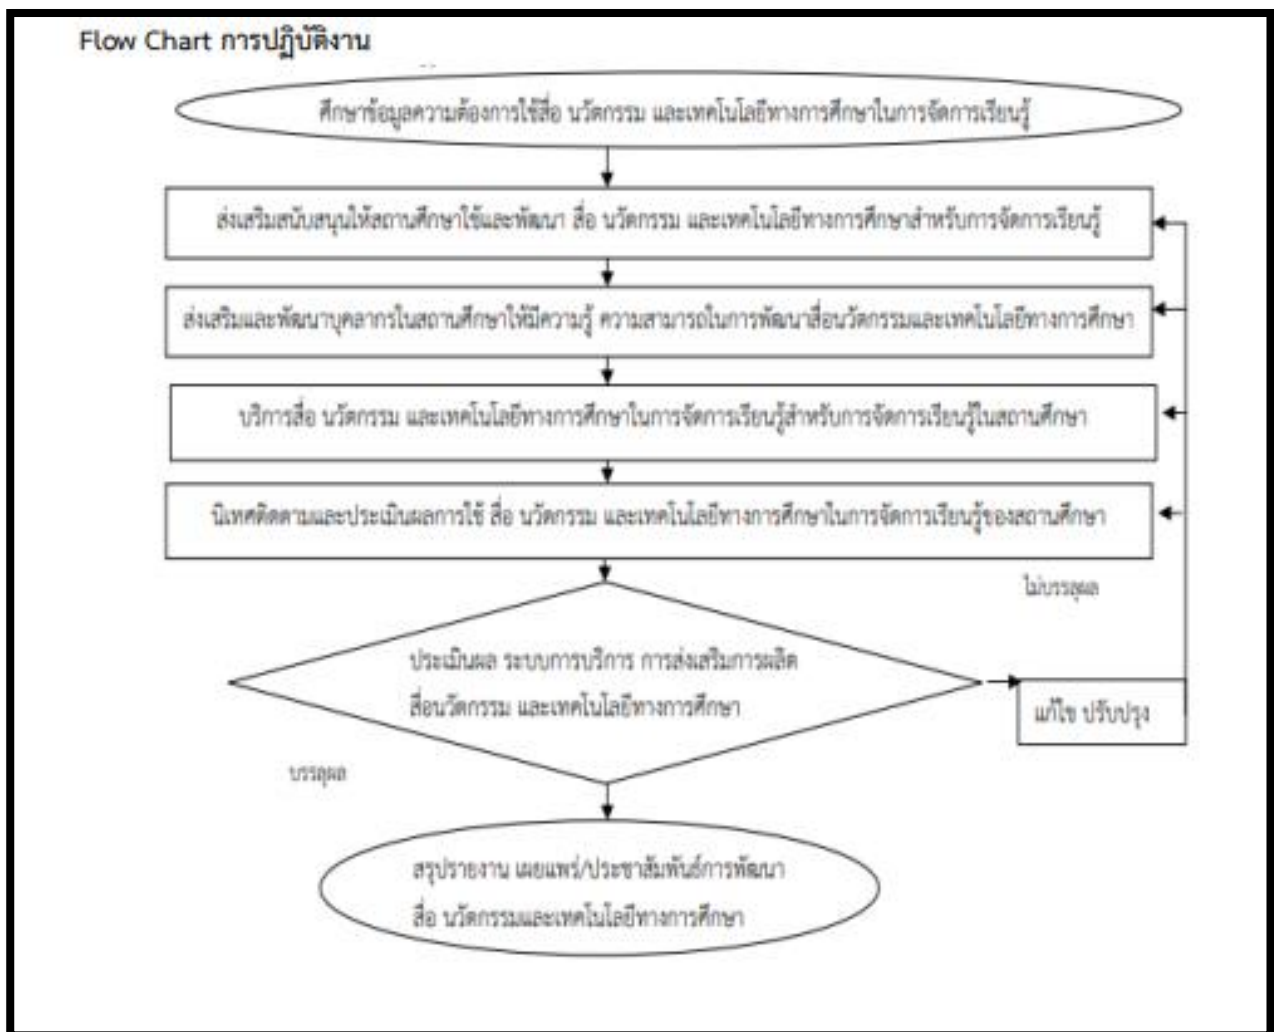 Flow Chart การปฏิบัติงาน
ศึกษาข้อมูลความต้องการใช้สื่อ นวัตกรรม และเทคโนโลยีทางการศึกษาในการจัดการเรียนรู้
ส่งเสริมสนับสนุนให้สถานศึกษาใช้และพัฒนา สื่อ นวัตกรรม และเทคโนโลยีทางการศึกษาสำหรับการจัดการเรียนรู้
ส่งเสริมและพัฒนาบุคลากรในสถานศึกษาให้มีความรู้ ความสามารถในการพัฒนาสื่อนวัตกรรมและเทคโนโลยีทางการศึกษา
บริการสื่อ นวัตกรรม และเทคโนโลยีทางการศึกษาในการจัดการเรียนรู้สำหรับการจัดการเรียนรู้ในสถานศึกษา
นิเทศติดตามและประเมินผลการใช้ สื่อ นวัตกรรม และเทคโนโลยีทางการศึกษาในการจัดการเรียนรู้ของสถานศึกษา
ไม่บรรลุผล
ประเมินผล ระบบการบริการ การส่งเสริมการผลิต
สื่อนวัตกรรม และเทคโนโลยีทางการศึกษา
แก้ไข ปรับปรุง
บรรลุผล
สรุปรายงาน เผยแพร่/ประชาสัมพันธ์การพัฒนา
สื่อ นวัตกรรมและเทคโนโลยีทางการศึกษา